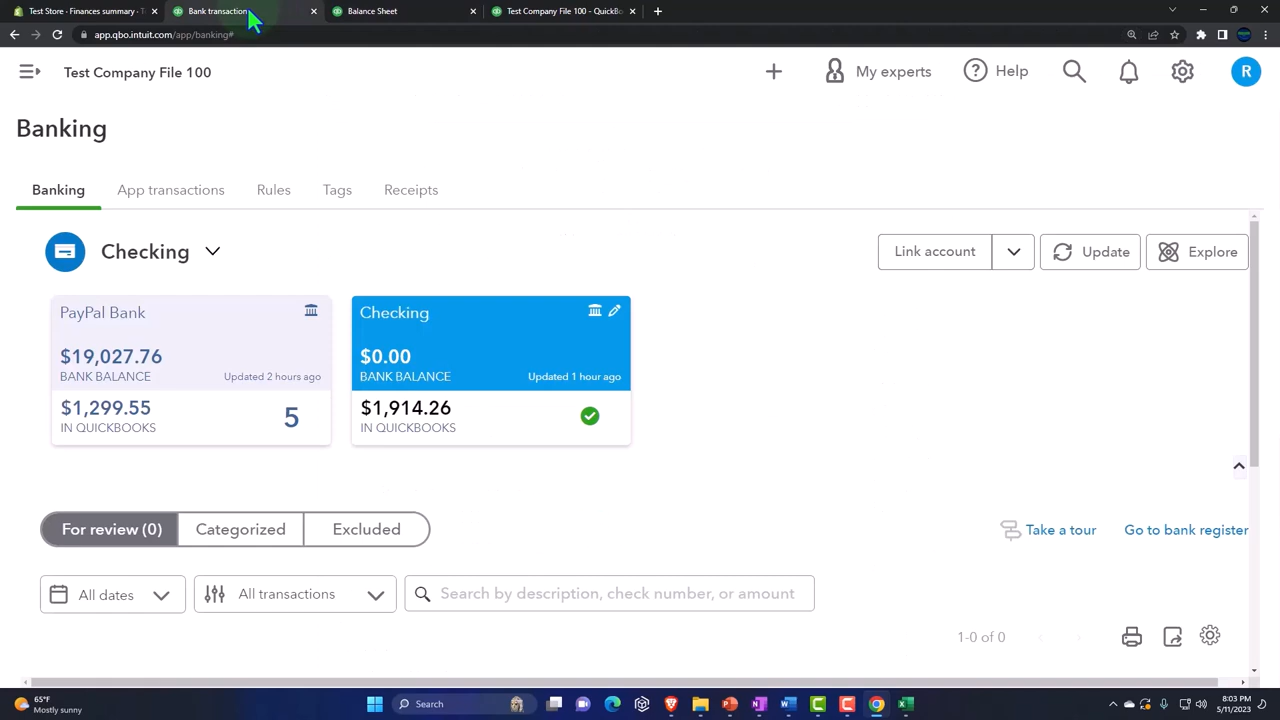 Test Store · Finances summary · T
Bank transactions
Balance Sheet
Test Company File 100 - QuickBo
app.qbo.intuit.com/app/banking#
Test Company File 100
My experts
Help
R
Banking
Banking
App transactions
Rules
Tags
Receipts
Checking
Link account
Update
Explore
PayPal Bank
$19,027.76
BANK BALANCE
Updated 2 hours ago
$1,299.55
IN QUICKBOOKS
5
Checking
$0.00
BANK BALANCE
Updated 1 hour ago
$1,914.26
IN QUICKBOOKS
For review (0)
Categorized
Excluded
Take a tour
Go to bank register
All dates
All transactions
Search by description, check number, or amount
1-0 of 0
65°F
Mostly sunny
Search
8:03 PM
5/11/2023